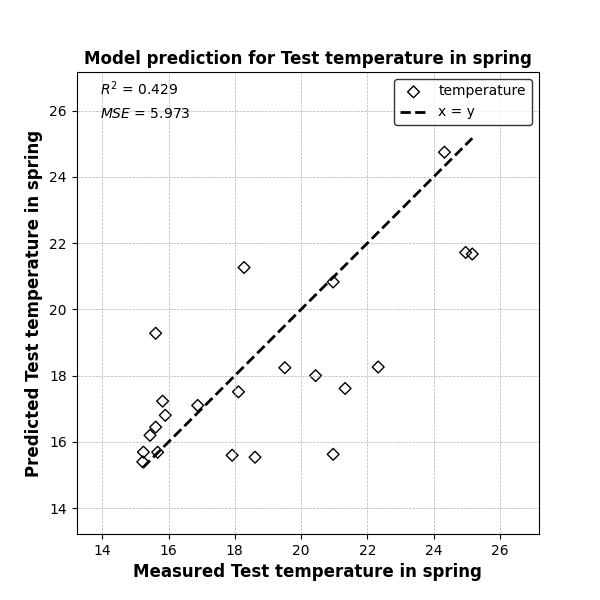 Model prediction for Test temperature in spring
R² = 0.429
MSE = 5.973
temperature
x = y
26
24
22
20
18
16
14
Predicted Test temperature in spring
14 16 18 20 22 24 26
Measured Test temperature in spring